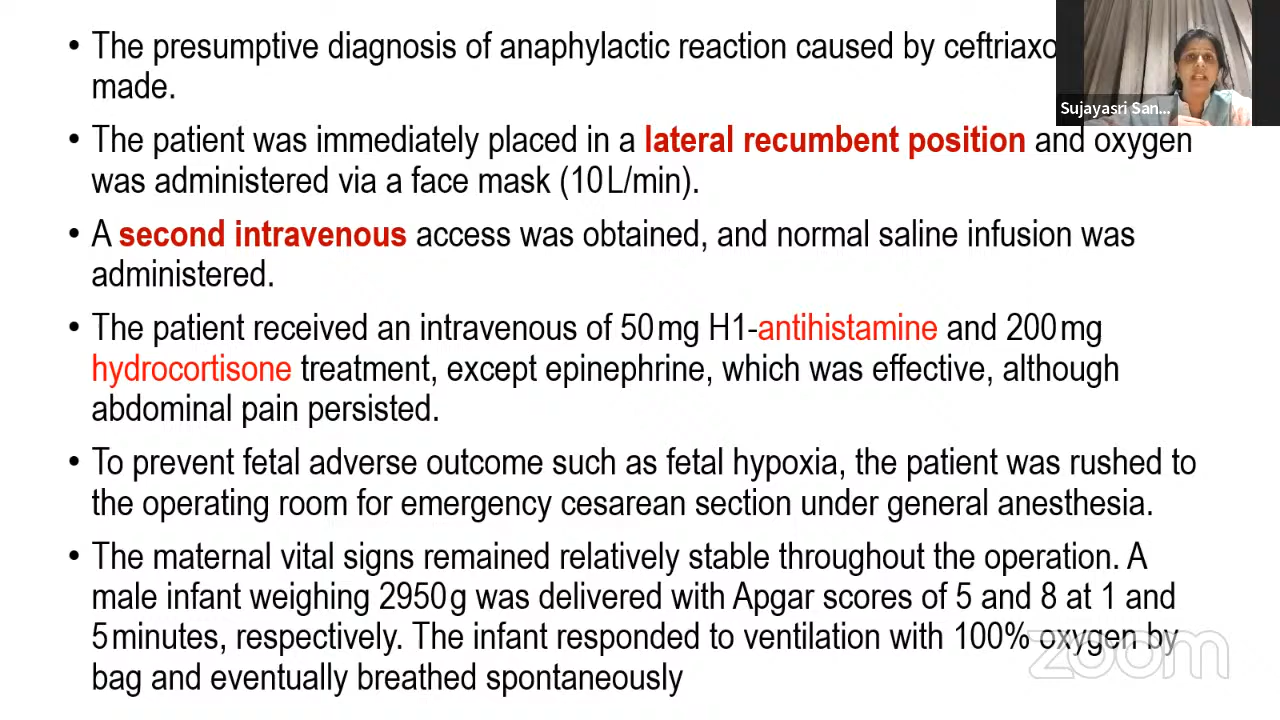 • The presumptive diagnosis of anaphylactic reaction caused by
made.
• The patient was immediately placed in a lateral recumbent position and oxygen
was administered via a face mask (10 L/min).
• A second intravenous access was obtained, and normal saline infusion was
administered.
• The patient received an intravenous of 50 mg H1-antihistamine and 200 mg
hydrocortisone treatment, except epinephrine, which was effective, although
abdominal pain persisted.
• To prevent fetal adverse outcome such as fetal hypoxia, the patient was rushed to
the operating room for emergency cesarean section under general anesthesia.
• The maternal vital signs remained relatively stable throughout the operation. A
male infant weighing 2950 g was delivered with Apgar scores of 5 and 8 at 1 and
5 minutes, respectively. The infant responded to ventilation with 100% oxygen by
bag and eventually breathed spontaneously
Sujayasri San...
zoom